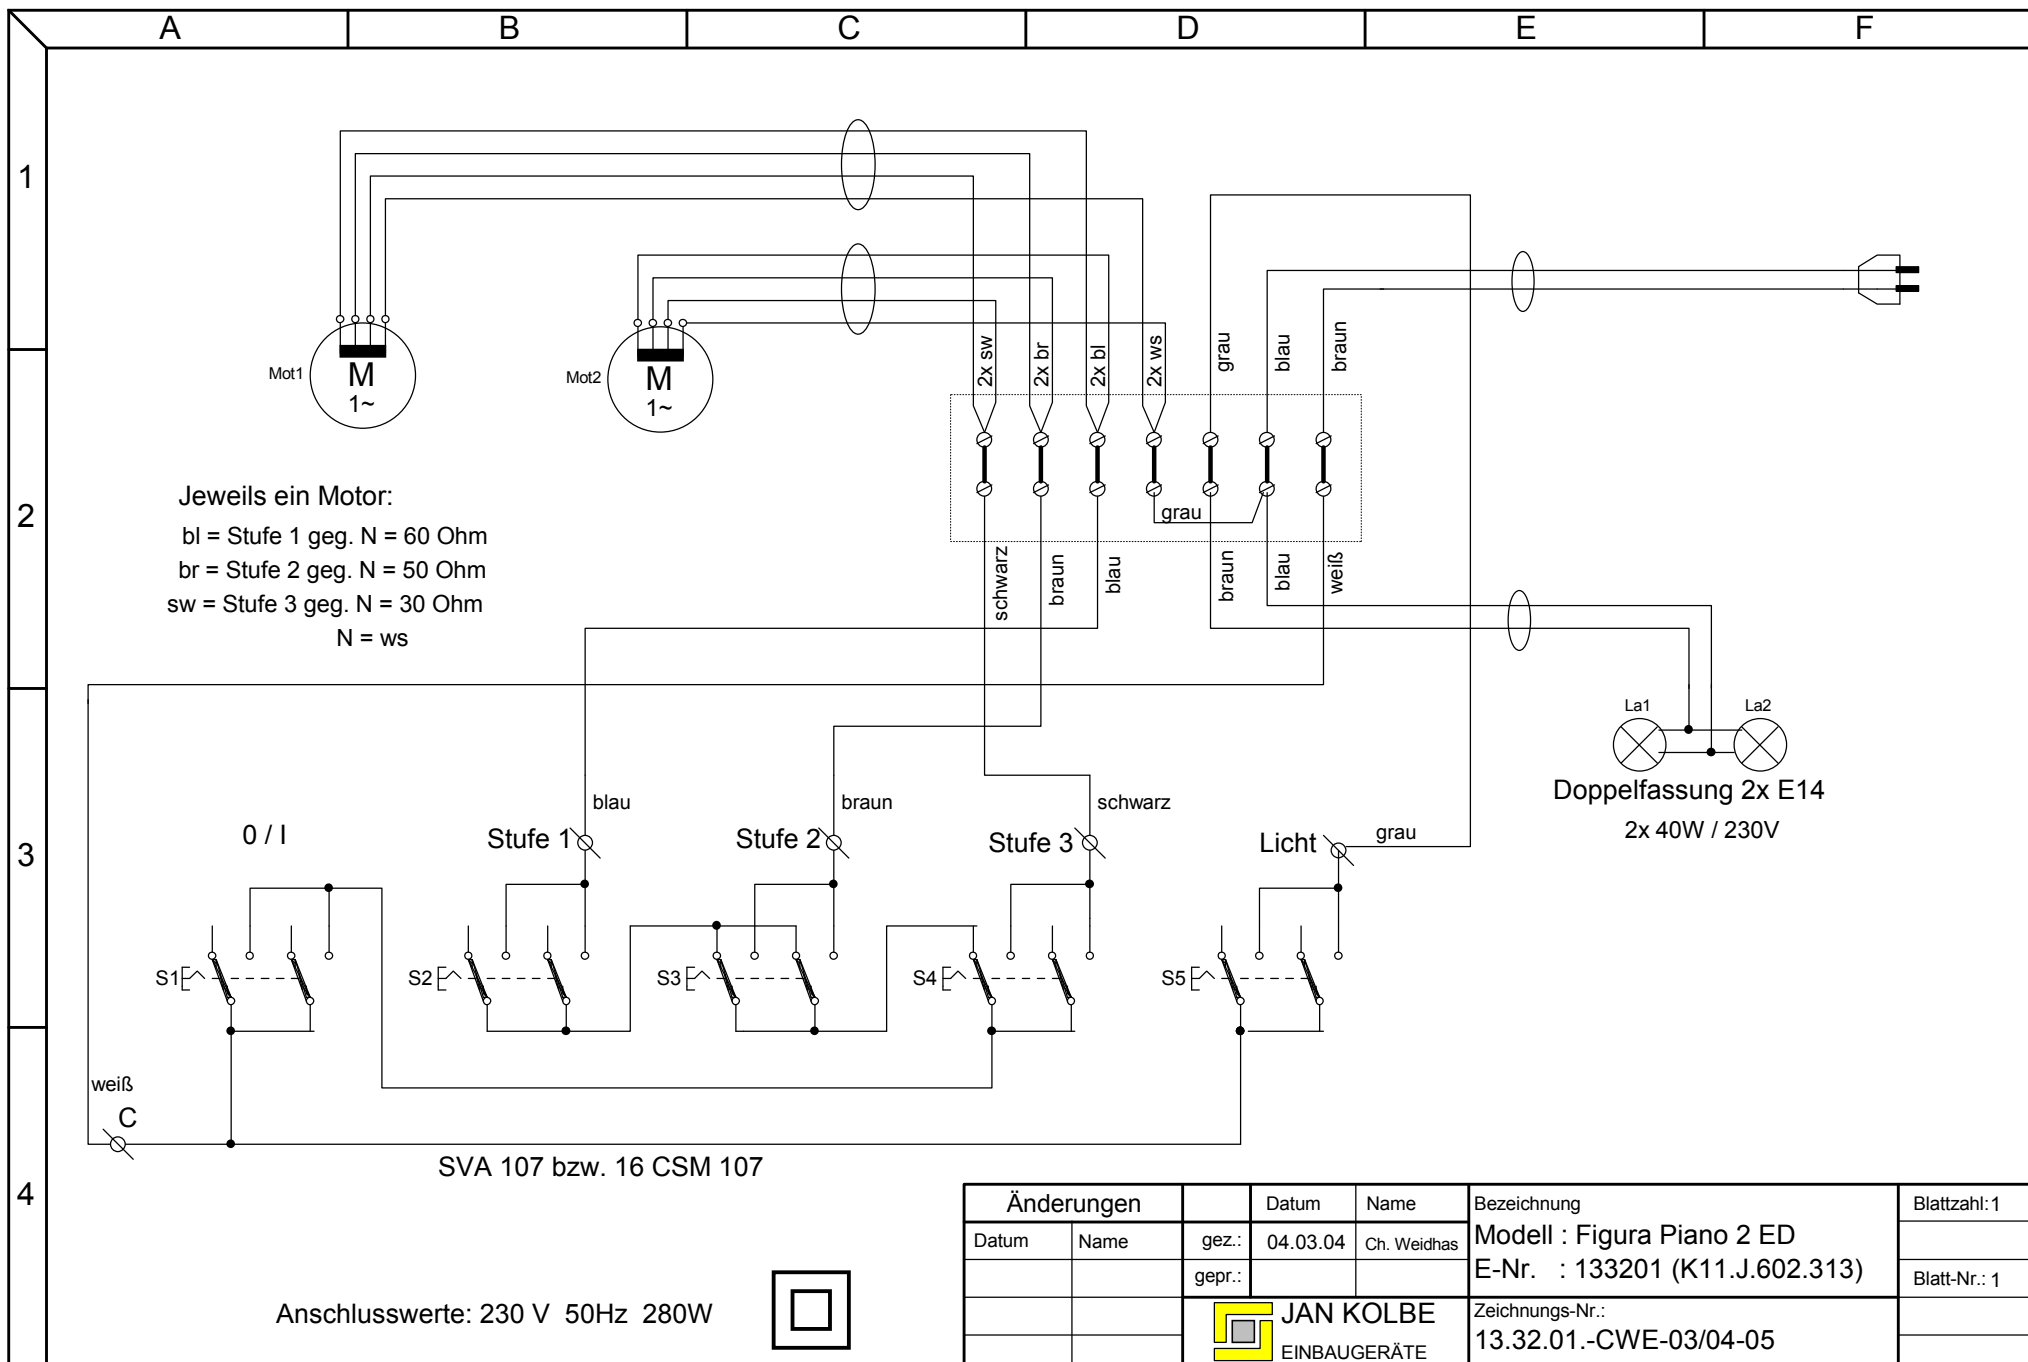 A B C D E F
1
2
3
4
Mot1
M
1~
Mot2
M
1~
2x sw
2x br
2x bl
2x ws
grau
blau
braun
grau
Jeweils ein Motor:
bl = Stufe 1 geg. N = 60 Ohm
br = Stufe 2 geg. N = 50 Ohm
sw = Stufe 3 geg. N = 30 Ohm
N = ws
schwarz
braun
blau
braun
blau
weiß
La1
La2
Doppelfassung 2x E14
2x 40W / 230V
blau
braun
schwarz
grau
0 / I
Stufe 1
Stufe 2
Stufe 3
Licht
S1
S2
S3
S4
S5
weiß
C
SVA 107 bzw. 16 CSM 107
Anschlusswerte: 230 V 50Hz 280W
Änderungen
Datum Name
Datum Name
gez.: 04.03.04 Ch. Weidhas
gepr.:
Bezeichnung
Modell : Figura Piano 2 ED
E-Nr. : 133201 (K11.J.602.313)
Blattzahl:1
Blatt-Nr.: 1
JAN KOLBE
EINBAUGERÄTE
Zeichnungs-Nr.:
13.32.01.-CWE-03/04-05